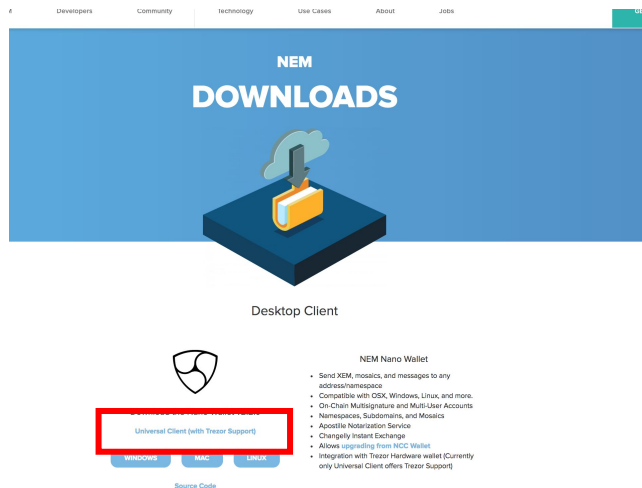 Developers Community Technology Use Cases About Jobs
NEM
DOWNLOADS
Desktop Client
Universal Client (with Trezor Support)
WINDOWS MAC LINUX
Source Code
NEM Nano Wallet
Send XEM, mosaics, and messages to any
address/namespace
Compatible with OSX, Windows, Linux, and more.
On-Chain Multisignature and Multi-User Accounts
Namespaces, Subdomains, and Mosaics
Apostille Notarization Service
Changelly Instant Exchange
Allows upgrading from NCC Wallet
Integration with Trezor Hardware wallet (Currently
only Universal Client offers Trezor Support)